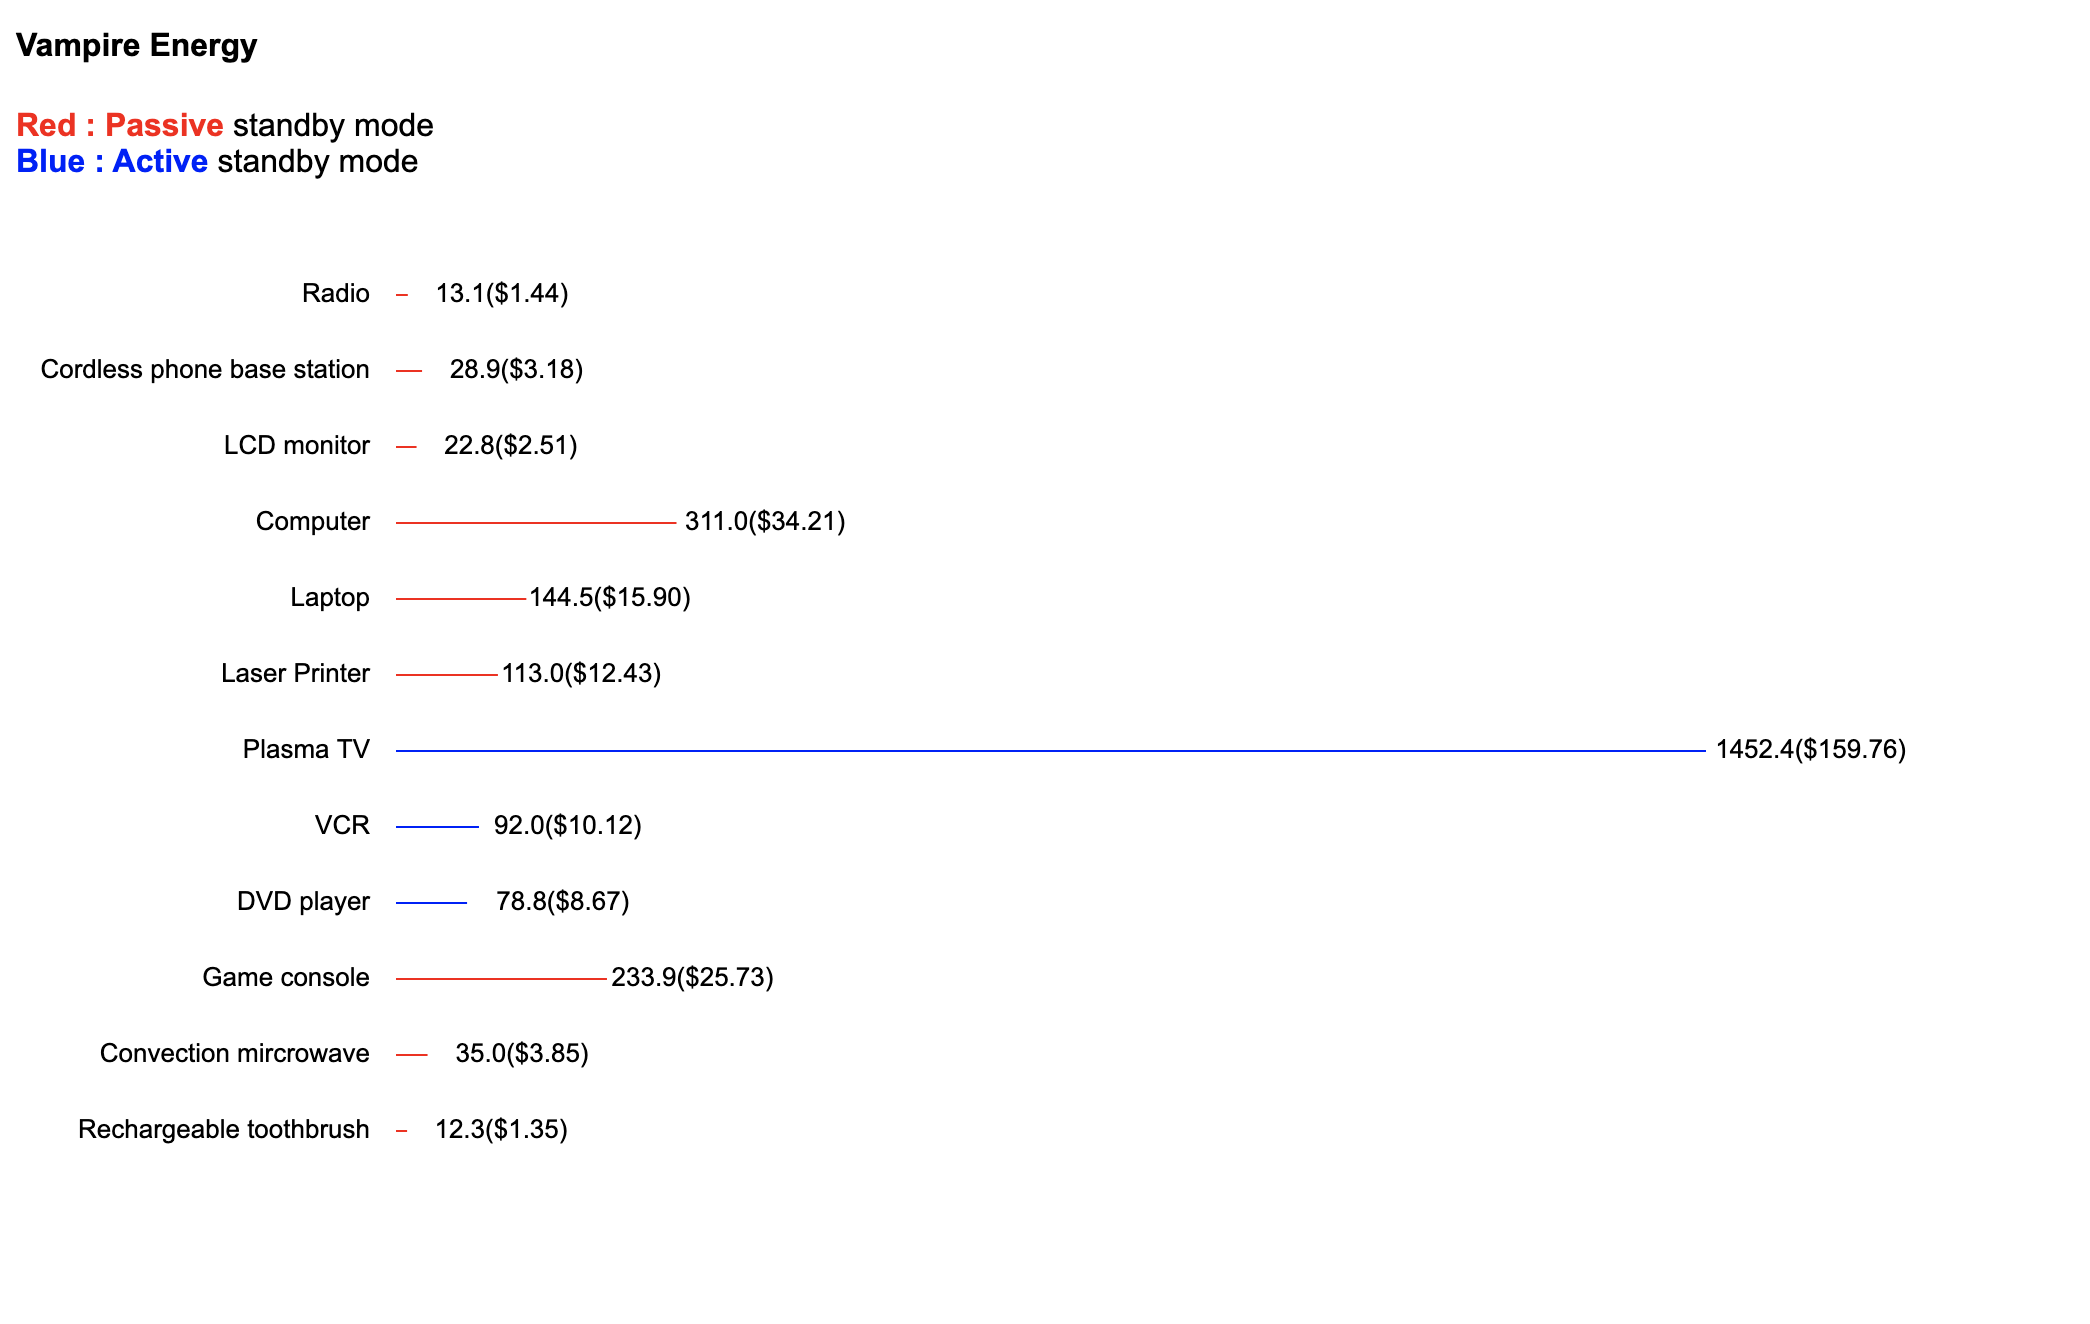 Vampire Energy
Red : Passive standby mode
Blue : Active standby mode
Radio 13.1($1.44)
Cordless phone base station 28.9($3.18)
LCD monitor 22.8($2.51)
Computer 311.0($34.21)
Laptop 144.5($15.90)
Laser Printer 113.0($12.43)
Plasma TV 1452.4($159.76)
VCR 92.0($10.12)
DVD player 78.8($8.67)
Game console 233.9($25.73)
Convection mircrowave 35.0($3.85)
Rechargeable toothbrush 12.3($1.35)